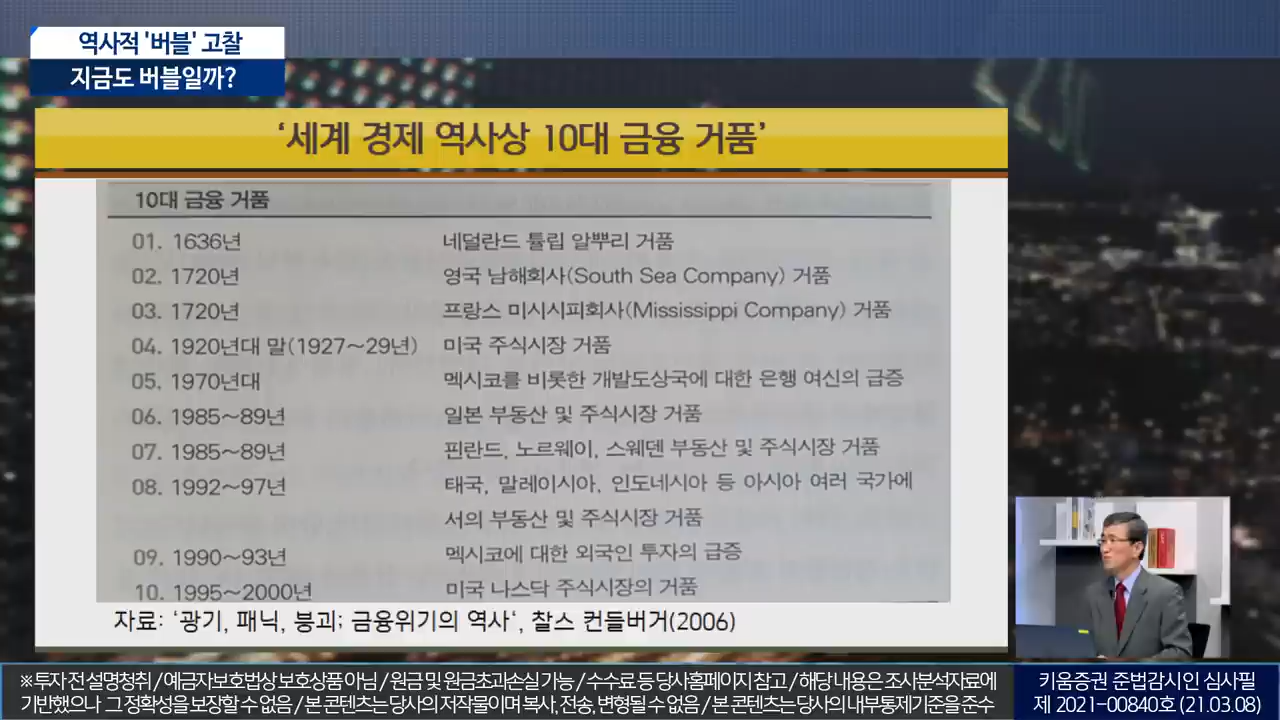 역사적 '버블' 고찰
지금도 버블일까?
‘세계 경제 역사상 10대 금융 거품’
10대 금융 거품
01. 1636년 네덜란드 튤립 알뿌리 거품
02. 1720년 영국 남해회사(South Sea Company) 거품
03. 1720년 프랑스 미시시피회사(Mississippi Company) 거품
04. 1920년대 말(1927~29년) 미국 주식시장 거품
05. 1970년대 멕시코를 비롯한 개발도상국에 대한 은행 여신의 급증
06. 1985~89년 일본 부동산 및 주식시장 거품
07. 1985~89년 핀란드, 노르웨이, 스웨덴 부동산 및 주식시장 거품
08. 1992~97년 태국, 말레이시아, 인도네시아 등 아시아 여러 국가에
서의 부동산 및 주식시장 거품
09. 1990~93년 멕시코에 대한 외국인 투자의 급증
10. 1995~2000년 미국 나스닥 주식시장의 거품
자료: ‘광기, 패닉, 붕괴; 금융위기의 역사‘, 찰스 킨들버거(2006)
※ 투자 전 설명청취 / 예금자보호법상 보호상품 아님 / 원금 및 원금초과손실 가능 / 수수료 등 당사홈페이지 참고 / 해당 내용은 조사분석자료에
기반했으나 그 정확성을 보장할 수 없음 / 본 콘텐츠는 당사의 저작물이며 복사, 전송, 변형될 수 없음 / 본 콘텐츠는 당사의 내부통제기준을 준수
키움증권 준법감시인 심사필
제 2021-00840호 (21.03.08)